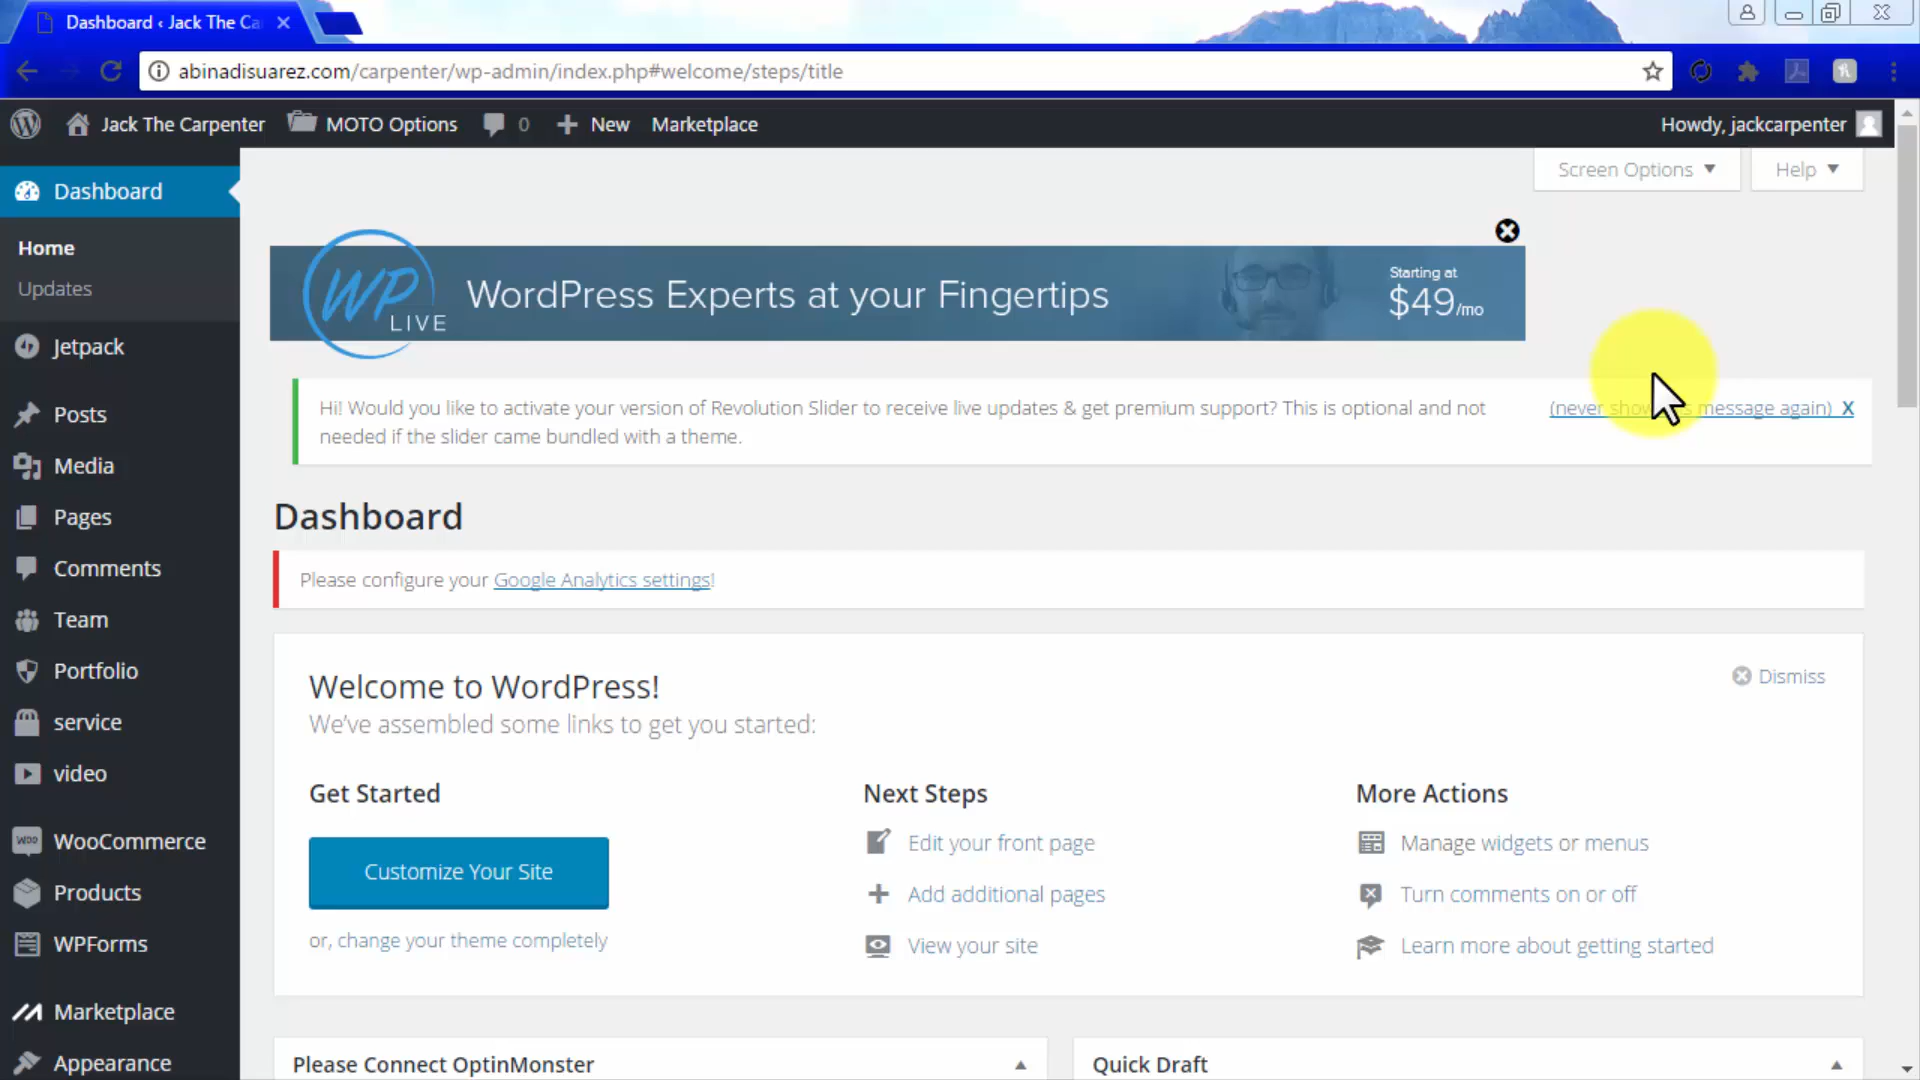 Dashboard ‹ Jack The Ca
abinadisuarez.com/carpenter/wp-admin/index.php#welcome/steps/title
Jack The Carpenter
MOTO Options
0
New
Marketplace
Howdy, jackcarpenter
Screen Options
Help
Dashboard
Home
Updates
Jetpack
Posts
Media
Pages
Comments
Team
Portfolio
service
video
WooCommerce
Products
WPForms
Marketplace
Appearance
WP
LIVE
WordPress Experts at your Fingertips
Starting at
$49/mo
Hi! Would you like to activate your version of Revolution Slider to receive live updates & get premium support? This is optional and not
needed if the slider came bundled with a theme.
(never show message again) X
Dashboard
Please configure your Google Analytics settings!
Welcome to WordPress!
We've assembled some links to get you started:
Dismiss
Get Started
Customize Your Site
or, change your theme completely
Next Steps
Edit your front page
Add additional pages
View your site
More Actions
Manage widgets or menus
Turn comments on or off
Learn more about getting started
Please Connect OptinMonster
Quick Draft